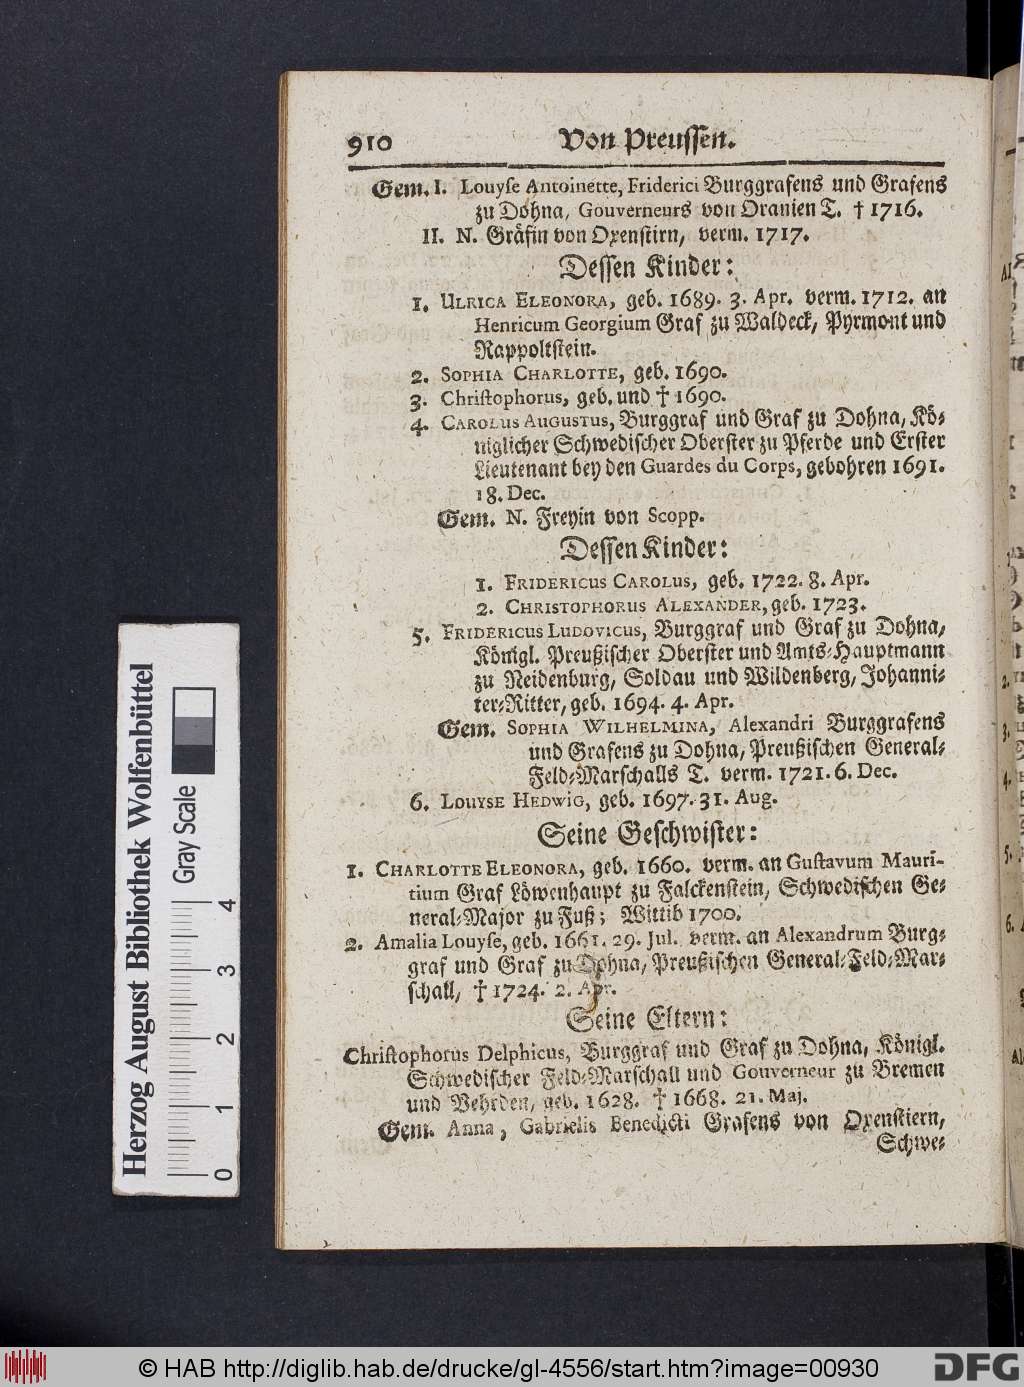 910 Von Preussen.
Gem. I. Louyse Antoinette, Friderici Burggrafens und Grafens
zu Dohna, Gouverneurs von Oranien T. † 1716.
II. N. Gräfin von Oxenstirn, verm. 1717.
Dessen Kinder:
1. ULRICA ELEONORA, geb. 1689. 3. Apr. verm. 1712. an
Henricum Georgium Graf zu Waldeck, Pyrmont und
Rappoltstein.
2. SOPHIA CHARLOTTE, geb. 1690.
3. Christophorus, geb. und † 1690.
4. CAROLUS AUGUSTUS, Burggraf und Graf zu Dohna, Kö-
niglicher Schwedischer Oberster zu Pferde und Erster
Lieutenant bey den Guardes du Corps, gebohren 1691.
18. Dec.
Gem. N. Freyin von Scopp.
Dessen Kinder:
1. FRIDERICUS CAROLUS, geb. 1722. 8. Apr.
2. CHRISTOPHORUS ALEXANDER, geb. 1723.
5. FRIDERICUS LUDOVICUS, Burggraf und Graf zu Dohna,
Königl. Preußischer Oberster und Amts-Hauptmann
zu Neidenburg, Soldau und Wildenberg, Johanni-
ter-Ritter, geb. 1694. 4. Apr.
Gem. SOPHIA WILHELMINA, Alexandri Burggrafens
und Grafens zu Dohna, Preußischen General-
Feld-Marschalls T. verm. 1721. 6. Dec.
6. LOUYSE HEDWIG, geb. 1697. 31. Aug.
Seine Geschwister:
1. CHARLOTTE ELEONORA, geb. 1660. verm. an Gustavum Mauri-
tium Graf Löwenhaupt zu Falckenstein, Schwedischen Ge-
neral-Major zu Fuß; Wittib 1700.
2. Amalia Louyse, geb. 1661. 29. Jul. verm. an Alexandrum Burg-
graf und Graf zu Dohna, Preußischen General-Feld-Mar-
schall, † 1724. 2. Apr.
Seine Eltern:
Christophorus Delphicus, Burggraf und Graf zu Dohna, Königl.
Schwedischer Feld-Marschall und Gouverneur zu Bremen
und Vehrden, geb. 1628. † 1668. 21. Maj.
Gem. Anna, Gabrielis Benedicti Grafens von Oxenstiern,
Schwe-
Herzog August Bibliothek Wolfenbüttel
Gray Scale
0 1 2 3 4
© HAB http://diglib.hab.de/drucke/gl-4556/start.htm?image=00930
DFG